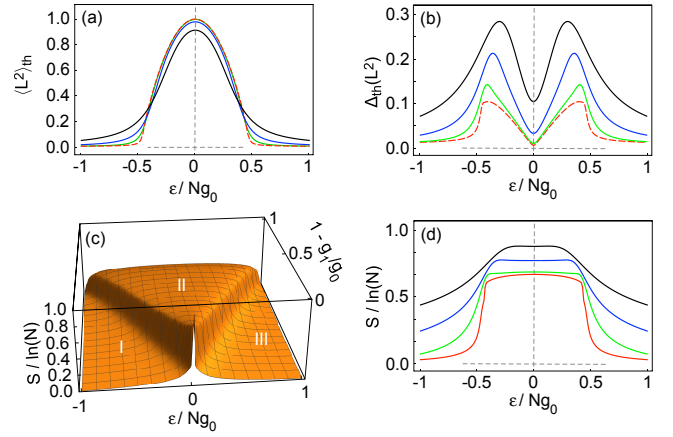 (a)
⟨L²⟩th
1.0
0.8
0.6
0.4
0.2
0.0
-1.0
-0.5
0
0.5
1.0
ε/ Ng₀
(b)
Δth(L²)
0.3
0.2
0.1
0.0
-1
-0.5
0
0.5
1
ε/ Ng₀
(c)
S / ln(N)
1.0
0.8
0.6
0.4
0.2
0.0
I
II
III
-1
0
1
ε/ Ng₀
1
-0.5
0
1 - g₁/g₀
(d)
S / ln(N)
1.0
0.5
0.0
-1
-0.5
0
0.5
1
ε/ Ng₀